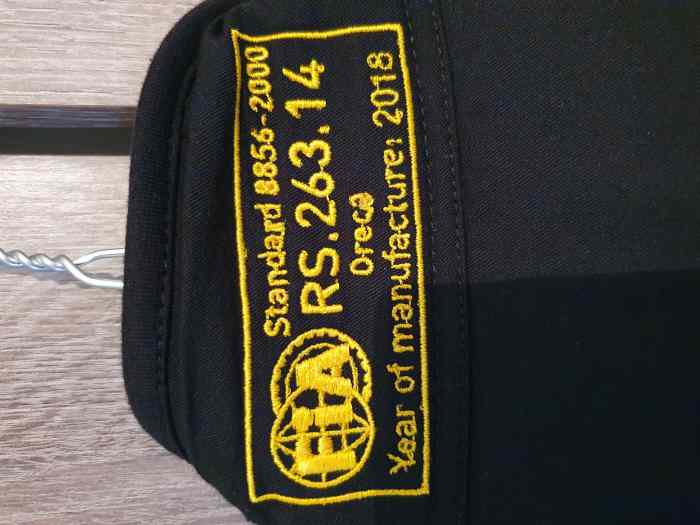 FIA
Standard 8856-2000
RS.263.14
Oreca
Year of manufacture: 2018